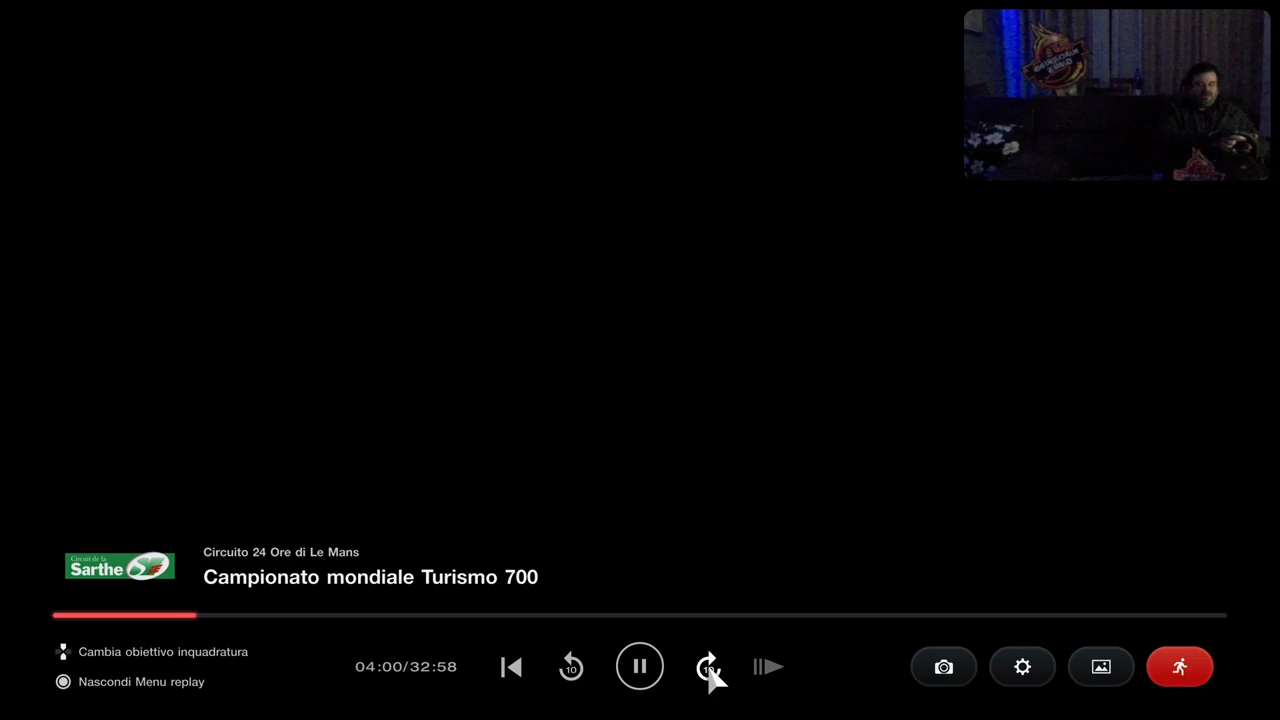 Circuito 24 Ore di Le Mans
Circuit de la
Sarthe
Campionato mondiale Turismo 700
Cambia obiettivo inquadratura
04:00/32:58
10
Nascondi Menu replay